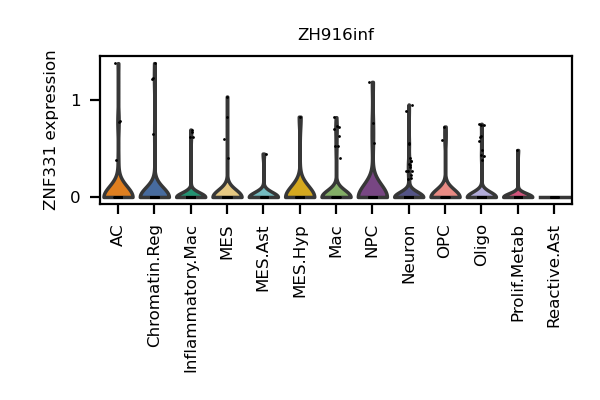 ZH916inf
ZNF331 expression
1
0
AC
Chromatin.Reg
Inflammatory.Mac
MES
MES.Ast
MES.Hyp
Mac
NPC
Neuron
OPC
Oligo
Prolif.Metab
Reactive.Ast